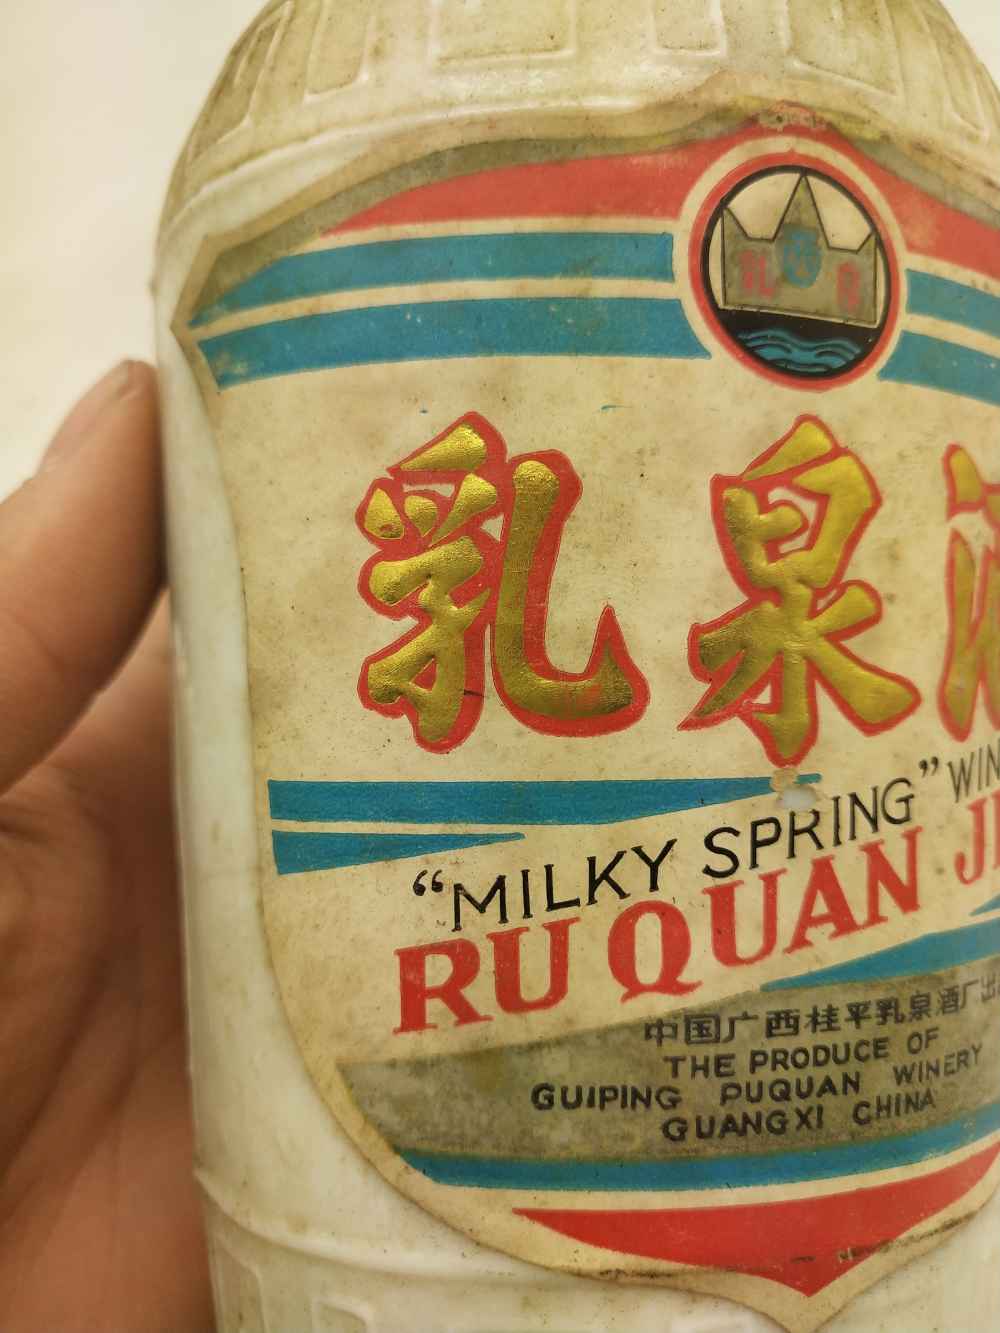 乳泉
乳泉酒
"MILKY SPRING" WIN
RU QUAN JI
中国广西桂平乳泉酒厂出
THE PRODUCE OF
GUIPING PUQUAN WINERY
GUANGXI CHINA